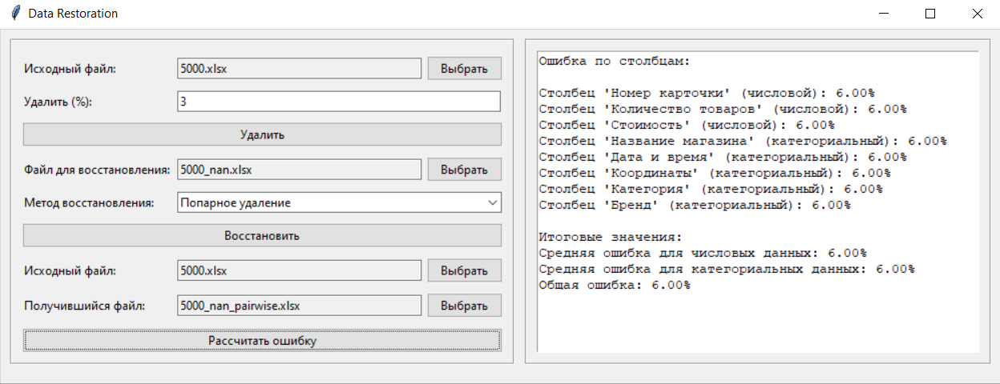 Data Restoration
Исходный файл: 5000.xlsx Выбрать
Удалить (%): 3
Удалить
Файл для восстановления: 5000_nan.xlsx Выбрать
Метод восстановления: Попарное удаление
Восстановить
Исходный файл: 5000.xlsx Выбрать
Получившийся файл: 5000_nan_pairwise.xlsx Выбрать
Рассчитать ошибку
Ошибка по столбцам:
Столбец 'Номер карточки' (числовой): 6.00%
Столбец 'Количество товаров' (числовой): 6.00%
Столбец 'Стоимость' (числовой): 6.00%
Столбец 'Название магазина' (категориальный): 6.00%
Столбец 'Дата и время' (категориальный): 6.00%
Столбец 'Координаты' (категориальный): 6.00%
Столбец 'Категория' (категориальный): 6.00%
Столбец 'Бренд' (категориальный): 6.00%
Итоговые значения:
Средняя ошибка для числовых данных: 6.00%
Средняя ошибка для категориальных данных: 6.00%
Общая ошибка: 6.00%